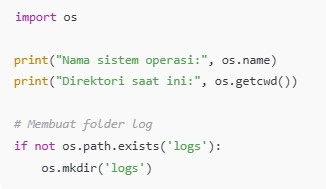 import os
print("Nama sistem operasi:", os.name)
print("Direktori saat ini:", os.getcwd())
# Membuat folder log
if not os.path.exists('logs'):
    os.mkdir('logs')